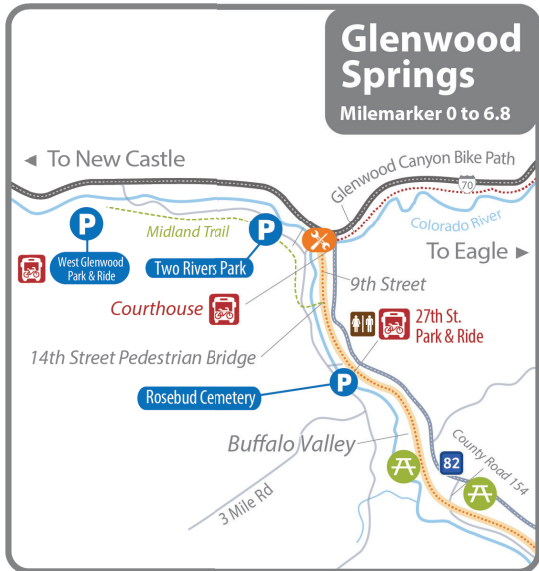 Glenwood
Springs
Milemarker 0 to 6.8
To New Castle
Glenwood Canyon Bike Path
70
Colorado River
Midland Trail
P
P
West Glenwood
Park & Ride
Two Rivers Park
To Eagle
9th Street
Courthouse
27th St.
Park & Ride
14th Street Pedestrian Bridge
P
Rosebud Cemetery
Buffalo Valley
82
County Road 154
3 Mile Rd